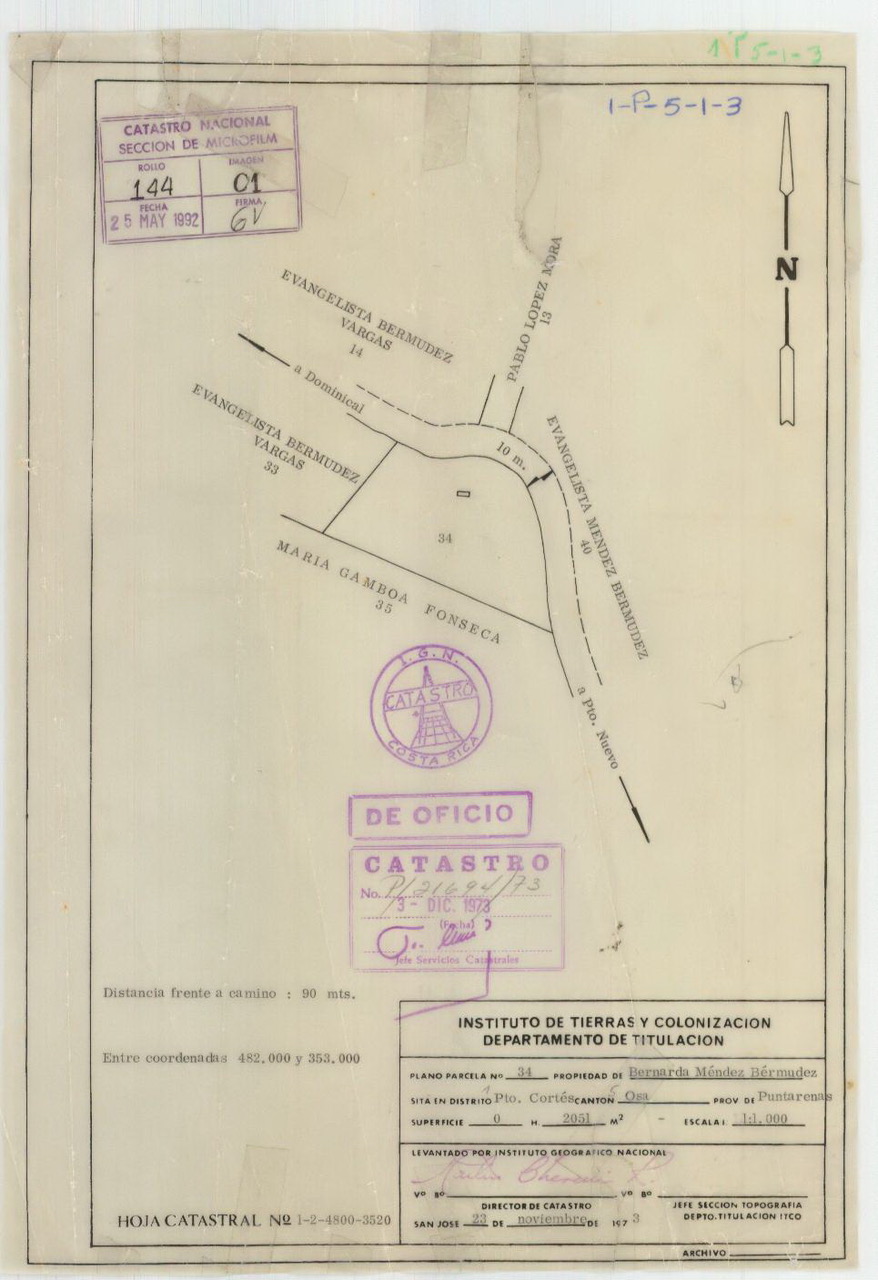 1 P 5-1-3
1-P-5-1-3
CATASTRO NACIONAL
SECCION DE MICROFILM
ROLLO
144
IMAGEN
01
FECHA
25 MAY 1992
FIRMA
GV
N
EVANGELISTA BERMUDEZ
VARGAS
14
PABLO LOPEZ MORA
13
a Dominical
EVANGELISTA BERMUDEZ
VARGAS
33
10 m.
EVANGELISTA MENDEZ BERMUDEZ
40
34
MARIA GAMBOA FONSECA
35
a Pto. Nuevo
I.G.N.
CATASTRO
COSTA RICA
DE OFICIO
CATASTRO
No. P/21694/73
3- DIC. 1973
(Fecha)
Jefe Servicios Catastrales
Distancia frente a camino : 90 mts.
Entre coordenadas 482.000 y 353.000
HOJA CATASTRAL Nº 1-2-4800-3520
INSTITUTO DE TIERRAS Y COLONIZACION
DEPARTAMENTO DE TITULACION
PLANO PARCELA Nº 34 PROPIEDAD DE Bernarda Méndez Bérmudez
SITA EN DISTRITO 1 Pto. Cortés CANTON 5 Osa PROV DE Puntarenas
SUPERFICIE 0 H. 2051 M² - ESCALA: 1:1.000
LEVANTADO POR INSTITUTO GEOGRAFICO NACIONAL
Vº Bº Vº Bº
DIRECTOR DE CATASTRO JEFE SECCION TOPOGRAFIA
DEPTO. TITULACION ITCO
SAN JOSE 23 DE noviembre DE 197 3
ARCHIVO